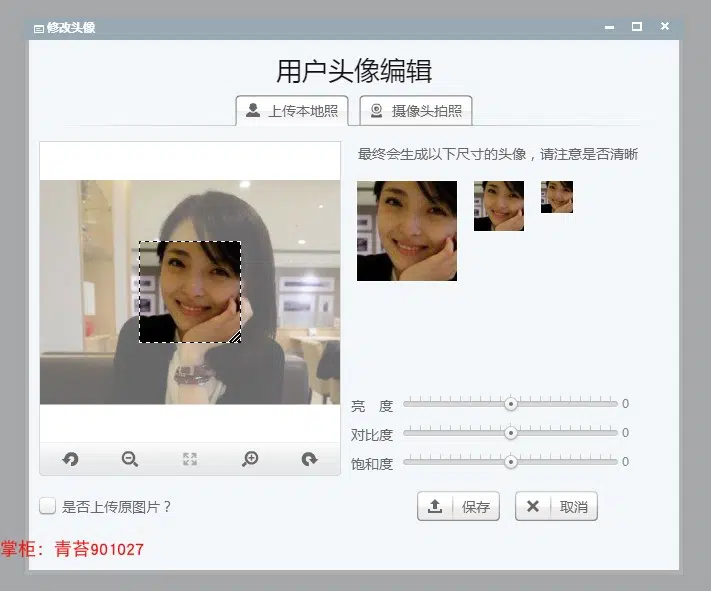 修改头像
用户头像编辑
上传本地照
摄像头拍照
最终会生成以下尺寸的头像，请注意是否清晰
亮 度 0
对比度 0
饱和度 0
是否上传原图片？
保存
取消
掌柜：青苔901027